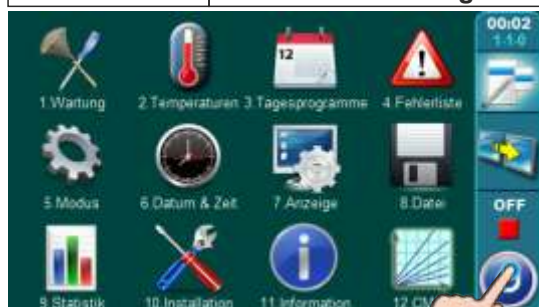 00:02
1-1-0
12
1.Wartung
2.Temperaturen
3.Tagesprogramme
4.Fehlerliste
5.Modus
6.Datum & Zeit
7.Anzeige
8.Datei
OFF
9.Statistik
10.Installation
11.Information
12.